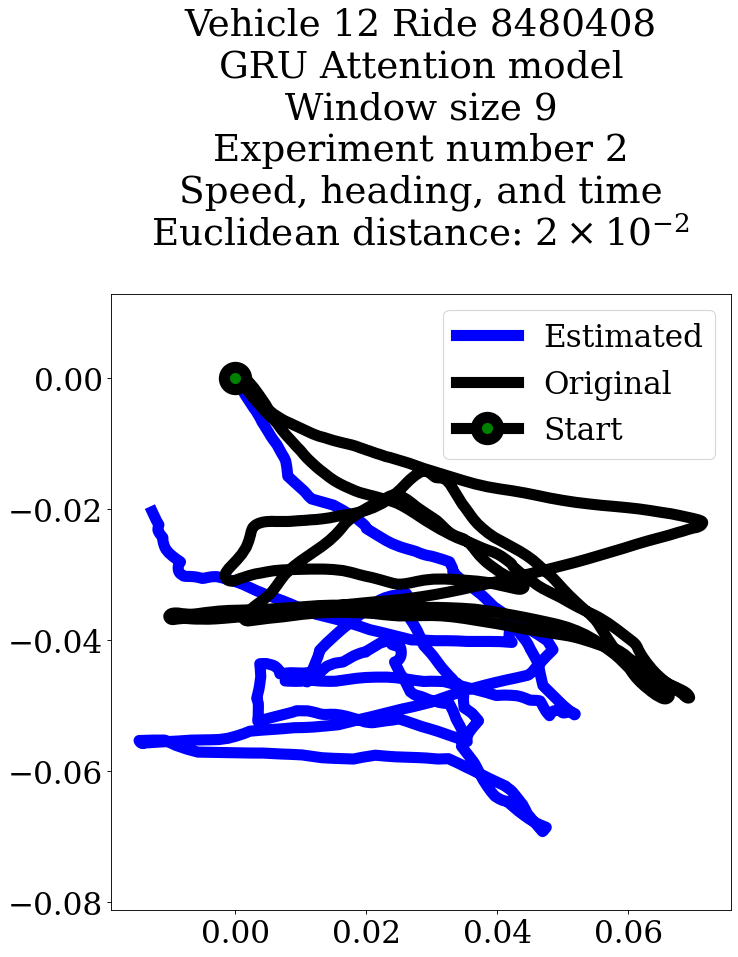 Vehicle 12 Ride 8480408
GRU Attention model
Window size 9
Experiment number 2
Speed, heading, and time
Euclidean distance: 2 × 10⁻²
Estimated
Original
Start
0.00
−0.02
−0.04
−0.06
−0.08
0.00 0.02 0.04 0.06